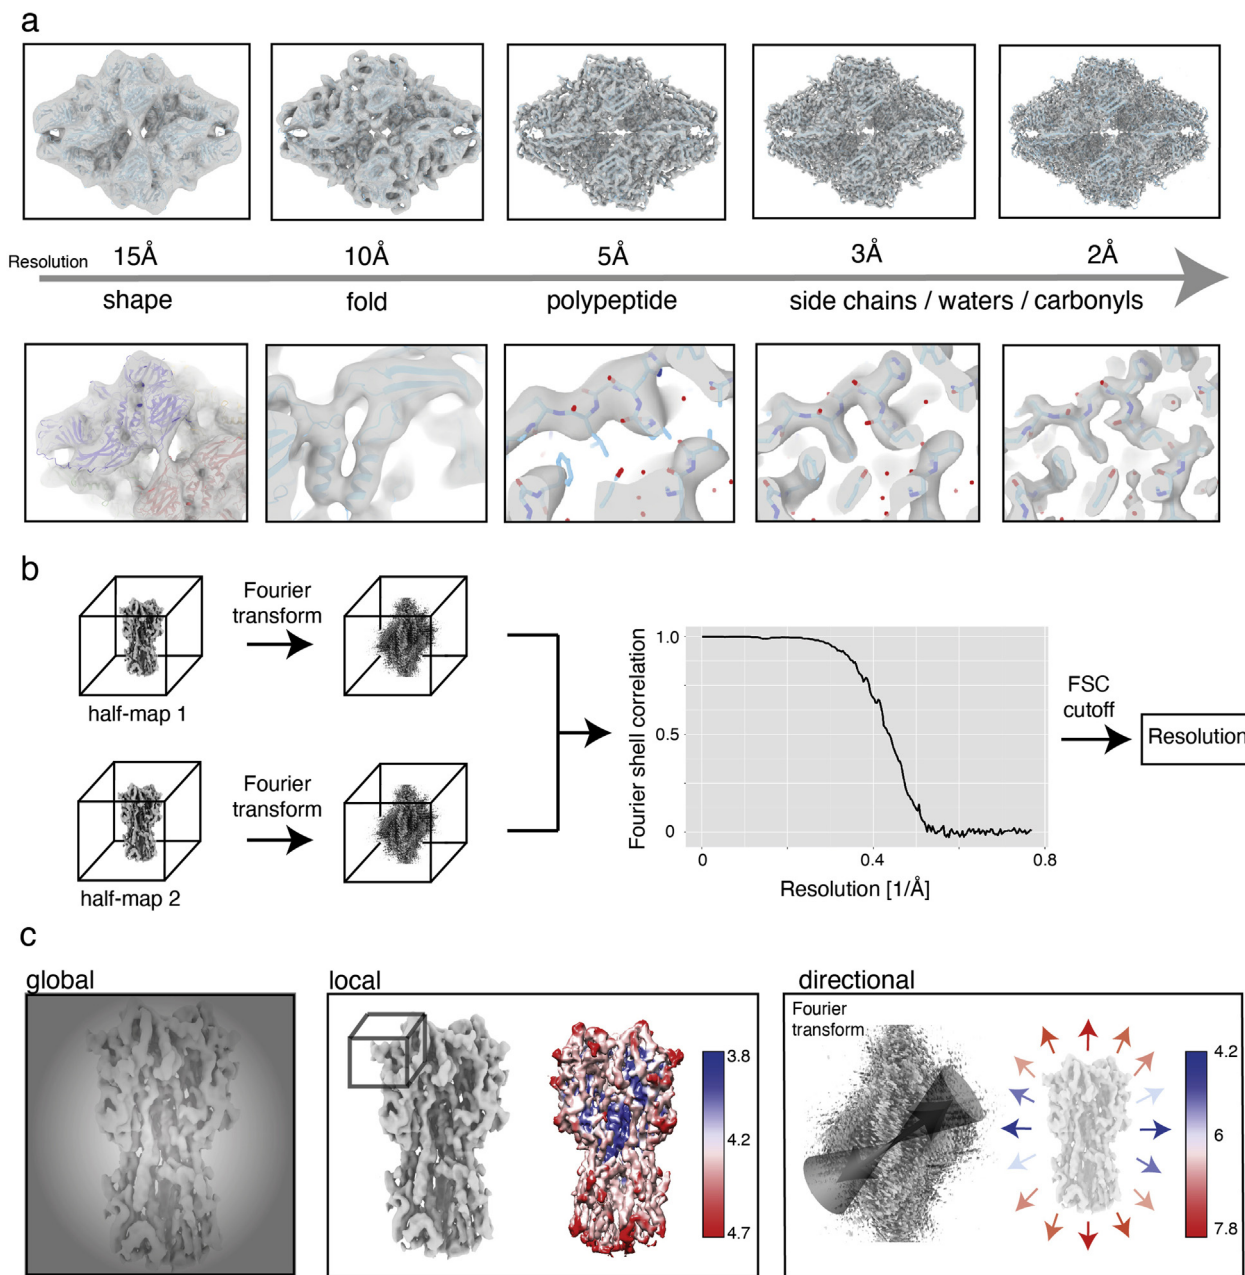 a
Resolution 15Å 10Å 5Å 3Å 2Å
shape fold polypeptide side chains / waters / carbonyls
b
Fourier
transform
half-map 1
Fourier
transform
half-map 2
Fourier shell correlation
1.0
0.5
0
0 0.4 0.8
Resolution [1/Å]
FSC
cutoff
Resolution
c
global
local
3.8
4.2
4.7
directional
Fourier
transform
4.2
6
7.8